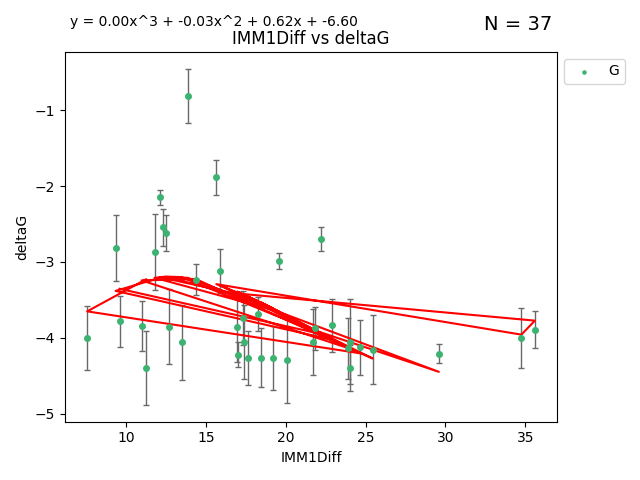 y = 0.00x^3 + -0.03x^2 + 0.62x + -6.60
N = 37
IMM1Diff vs deltaG
G
−1
−2
−3
−4
−5
deltaG
10 15 20 25 30 35
IMM1Diff